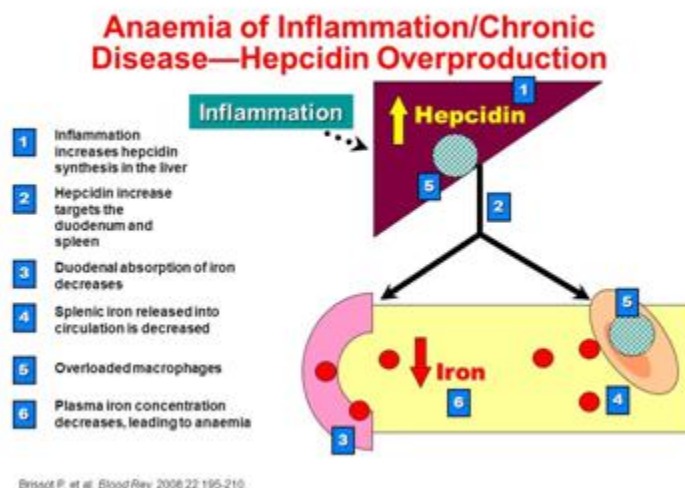 Anaemia of Inflammation/Chronic
Disease—Hepcidin Overproduction
Inflammation
1
Hepcidin
5
2
1
Inflammation
increases hepcidin
synthesis in the liver
2
Hepcidin increase
targets the
duodenum and
spleen
3
Duodenal absorption of iron
decreases
4
Splenic iron released into
circulation is decreased
5
Overloaded macrophages
6
Plasma iron concentration
decreases, leading to anaemia
5
Iron
6
4
3
Brissot P, et al. Blood Rev. 2008;22:195-210.